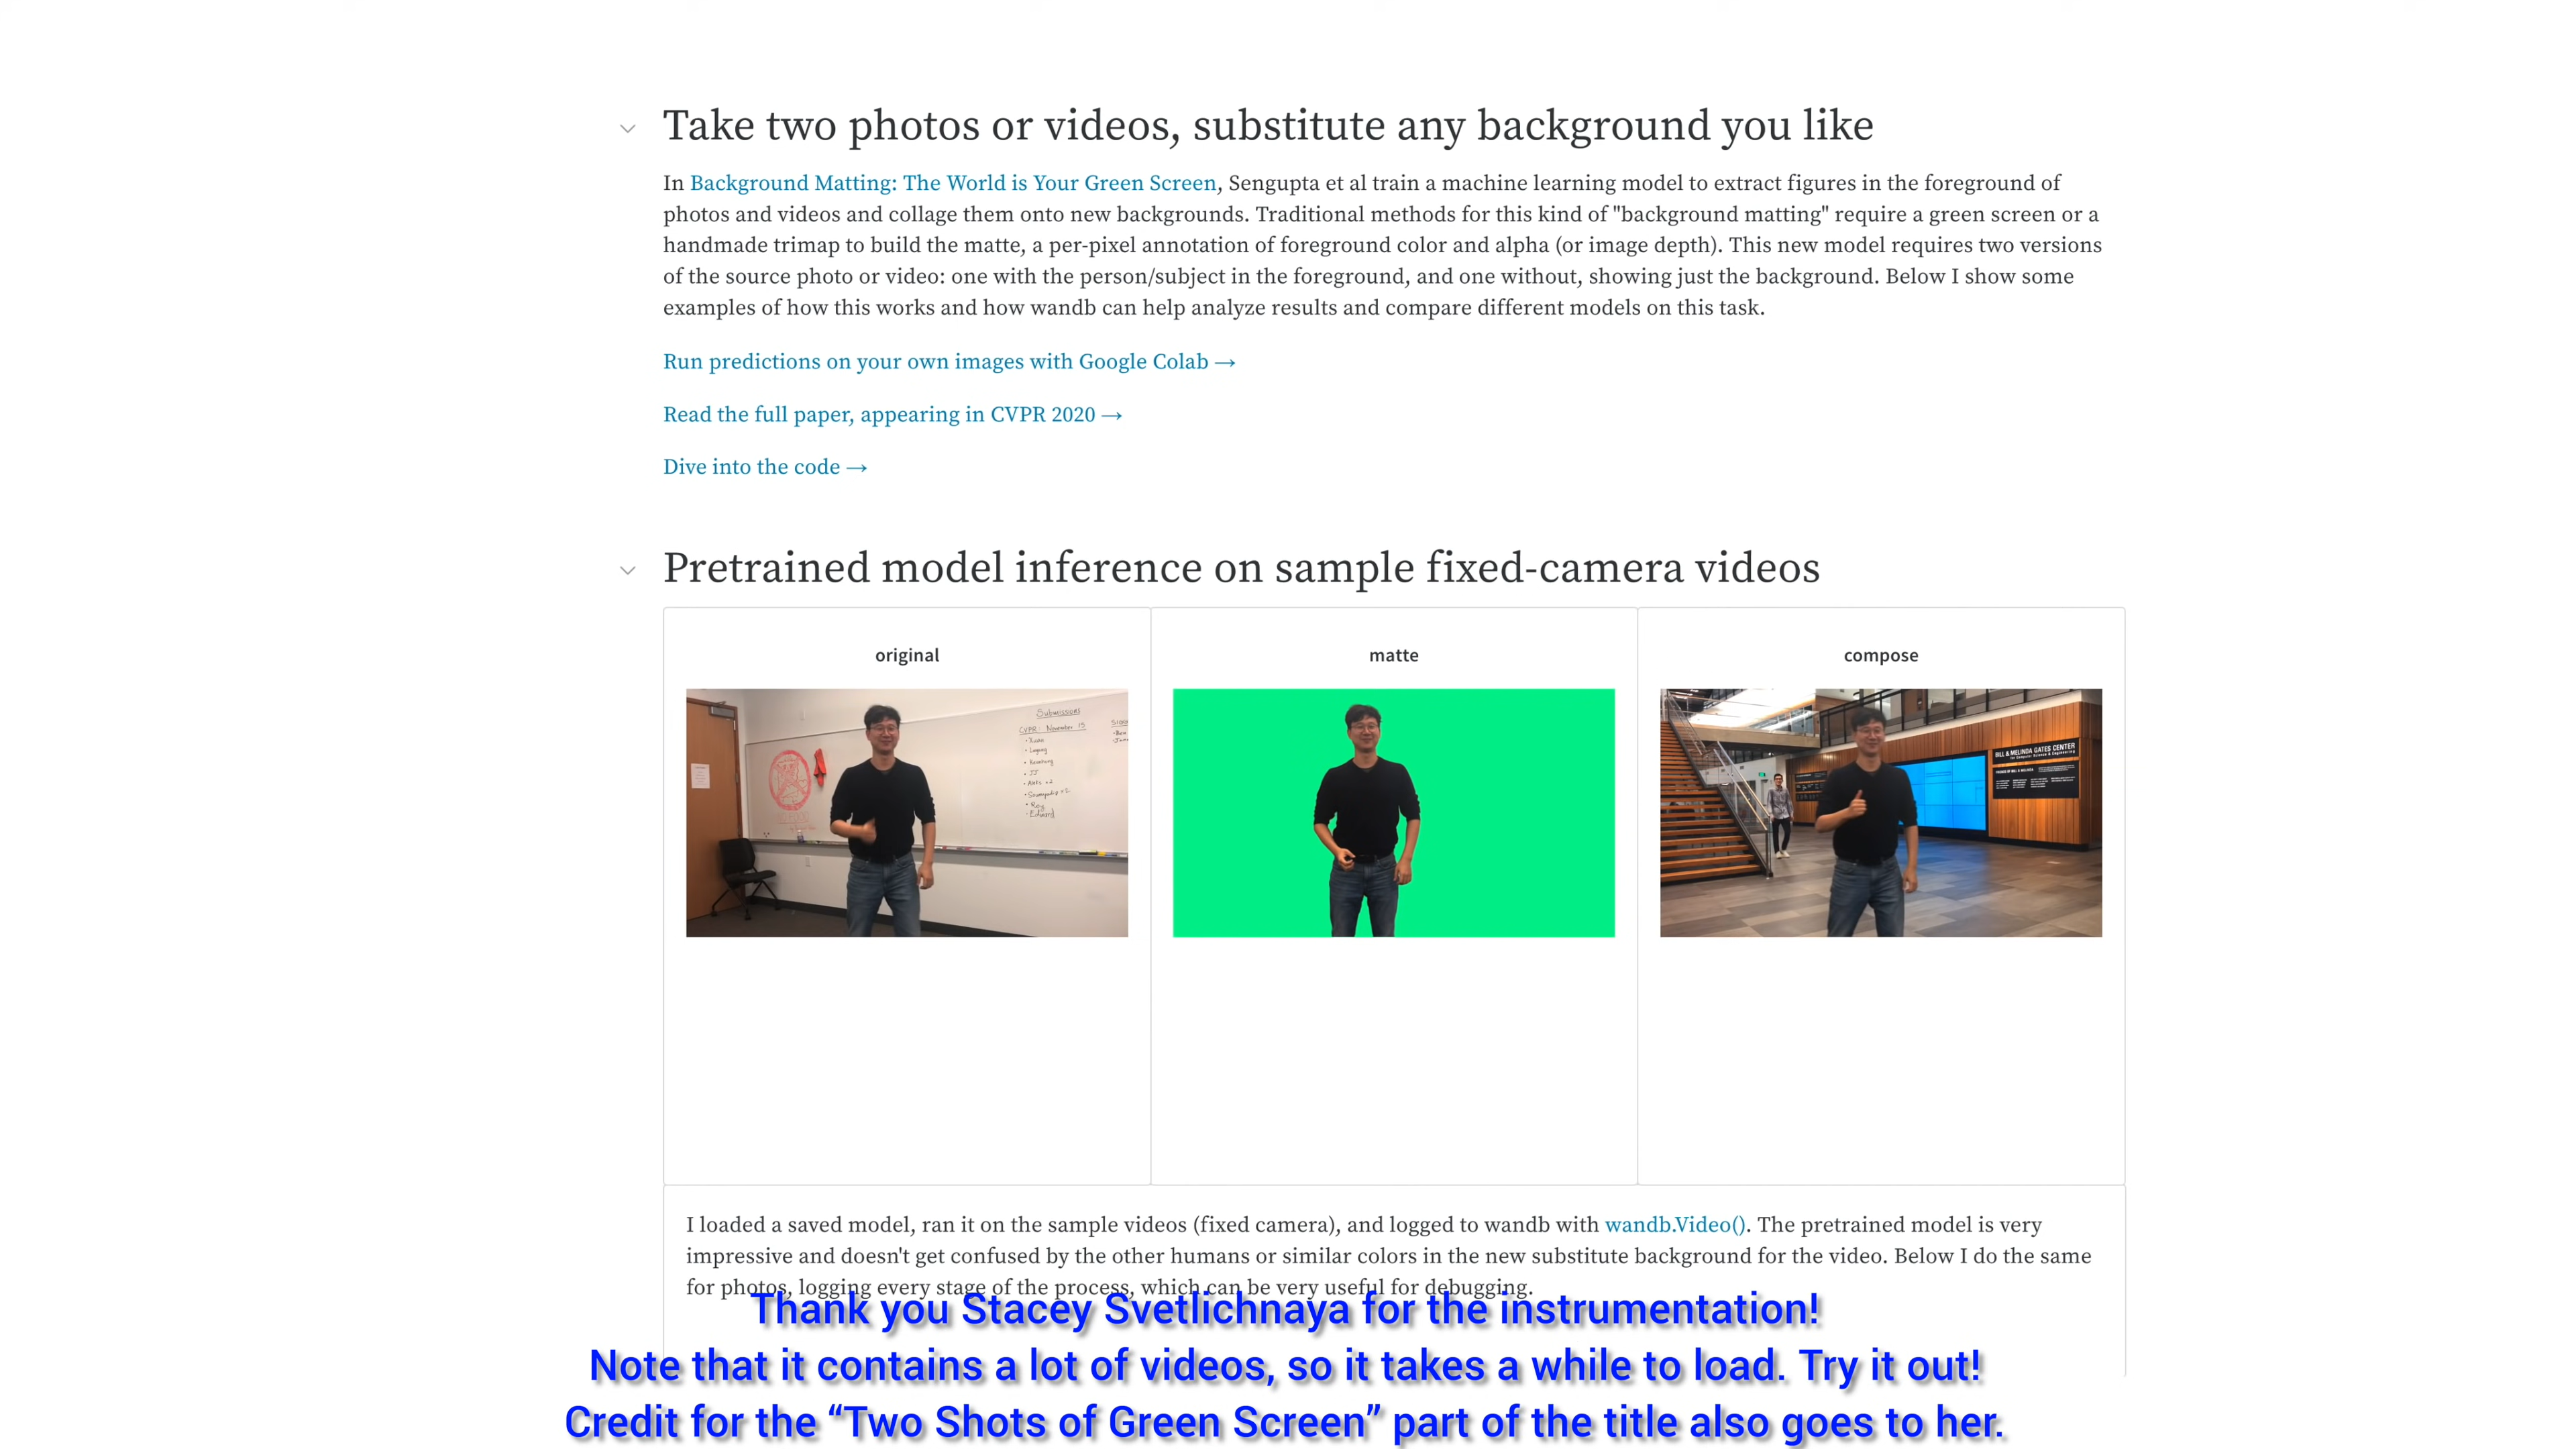 Take two photos or videos, substitute any background you like
In Background Matting: The World is Your Green Screen, Sengupta et al train a machine learning model to extract figures in the foreground of
photos and videos and collage them onto new backgrounds. Traditional methods for this kind of "background matting" require a green screen or a
handmade trimap to build the matte, a per-pixel annotation of foreground color and alpha (or image depth). This new model requires two versions
of the source photo or video: one with the person/subject in the foreground, and one without, showing just the background. Below I show some
examples of how this works and how wandb can help analyze results and compare different models on this task.
Run predictions on your own images with Google Colab →
Read the full paper, appearing in CVPR 2020 →
Dive into the code →
Pretrained model inference on sample fixed-camera videos
original
matte
compose
Submission
CVPR November 15
BILL & MELINDA GATES CENTER
I loaded a saved model, ran it on the sample videos (fixed camera), and logged to wandb with wandb.Video(). The pretrained model is very
impressive and doesn't get confused by the other humans or similar colors in the new substitute background for the video. Below I do the same
for photos, logging every stage of the process, which can be very useful for debugging.
Thank you Stacey Svetlichnaya for the instrumentation!
Note that it contains a lot of videos, so it takes a while to load. Try it out!
Credit for the “Two Shots of Green Screen” part of the title also goes to her.